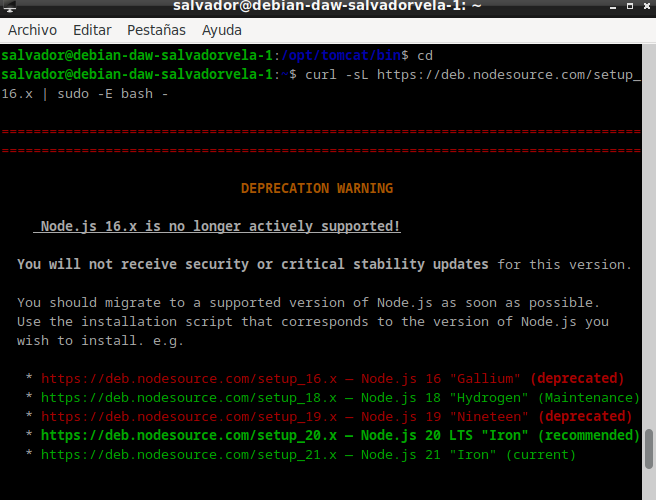 salvador@debian-daw-salvadorvela-1: ~
Archivo Editar Pestañas Ayuda
salvador@debian-daw-salvadorvela-1:/opt/tomcat/bin$ cd
salvador@debian-daw-salvadorvela-1:~$ curl -sL https://deb.nodesource.com/setup_
16.x | sudo -E bash -
================================================================================
================================================================================
DEPRECATION WARNING
Node.js 16.x is no longer actively supported!
You will not receive security or critical stability updates for this version.
You should migrate to a supported version of Node.js as soon as possible.
Use the installation script that corresponds to the version of Node.js you
wish to install. e.g.
* https://deb.nodesource.com/setup_16.x — Node.js 16 "Gallium" (deprecated)
* https://deb.nodesource.com/setup_18.x — Node.js 18 "Hydrogen" (Maintenance)
* https://deb.nodesource.com/setup_19.x — Node.js 19 "Nineteen" (deprecated)
* https://deb.nodesource.com/setup_20.x — Node.js 20 LTS "Iron" (recommended)
* https://deb.nodesource.com/setup_21.x — Node.js 21 "Iron" (current)